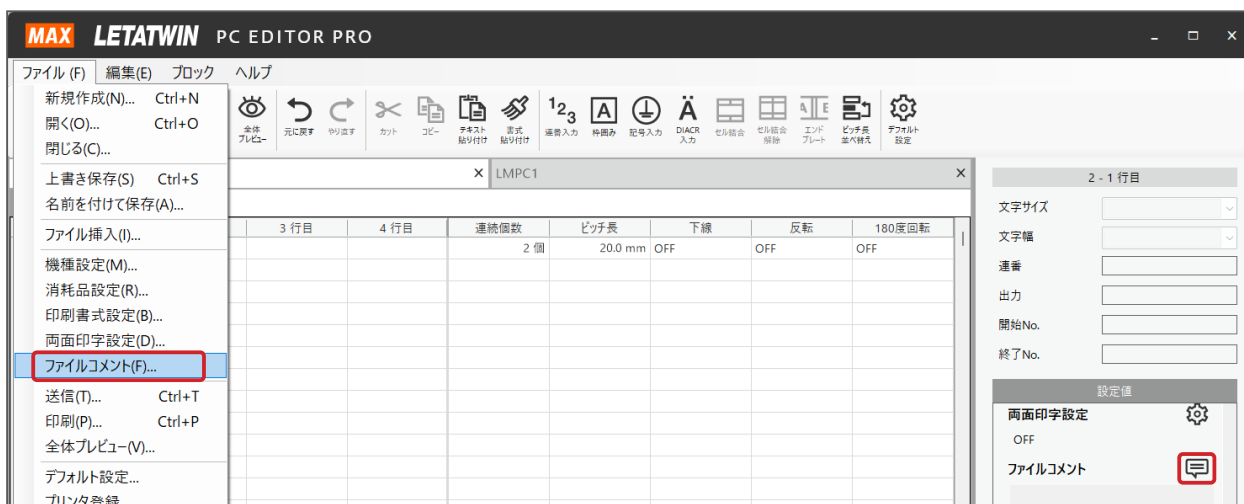 MAX LETATWIN PC EDITOR PRO
ファイル (F) 編集(E) ブロック ヘルプ
新規作成(N)... Ctrl+N
開く(O)... Ctrl+O
閉じる(C)...
上書き保存(S) Ctrl+S
名前を付けて保存(A)...
ファイル挿入(I)...
機種設定(M)...
消耗品設定(R)...
印刷書式設定(B)...
両面印字設定(D)...
ファイルコメント(F)...
送信(T)... Ctrl+T
印刷(P)... Ctrl+P
全体プレビュー(V)...
デフォルト設定...
プリンタ登録
全体
プレビュー
元に戻す
やり直す
カット
コピー
テキスト
貼り付け
書式
貼り付け
連番入力
枠囲み
記号入力
DIACR
入力
セル結合
セル結合
解除
エンド
プレート
ピッチ長
並べ替え
デフォルト
設定
LMPC1
3 行目 4 行目 連続個数 ピッチ長 下線 反転 180度回転
2 個 20.0 mm OFF OFF OFF
2 - 1 行目
文字サイズ
文字幅
連番
出力
開始No.
終了No.
設定値
両面印字設定
OFF
ファイルコメント